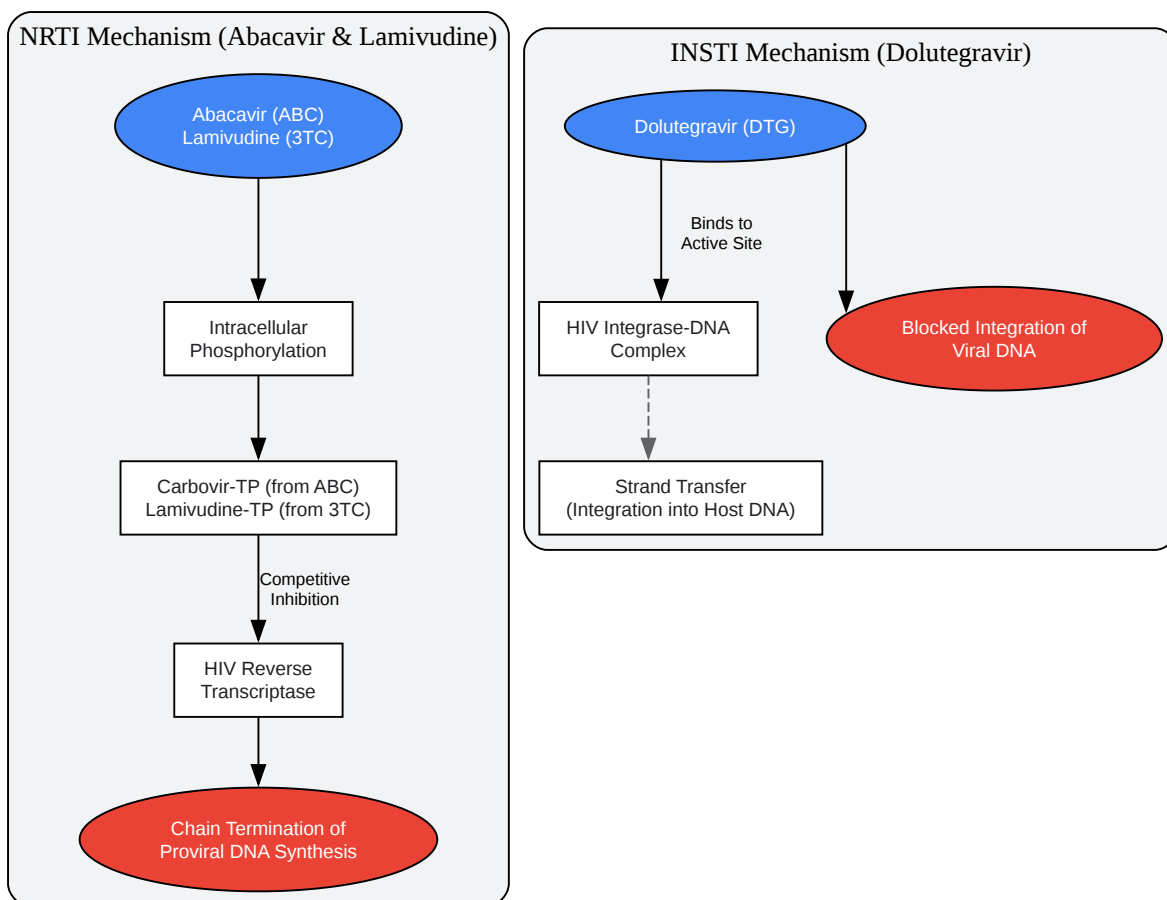 NRTI Mechanism (Abacavir & Lamivudine)
Abacavir (ABC)
Lamivudine (3TC)
Intracellular
Phosphorylation
Carbovir-TP (from ABC)
Lamivudine-TP (from 3TC)
Competitive
Inhibition
HIV Reverse
Transcriptase
Chain Termination of
Proviral DNA Synthesis
INSTI Mechanism (Dolutegravir)
Dolutegravir (DTG)
Binds to
Active Site
HIV Integrase-DNA
Complex
Blocked Integration of
Viral DNA
Strand Transfer
(Integration into Host DNA)